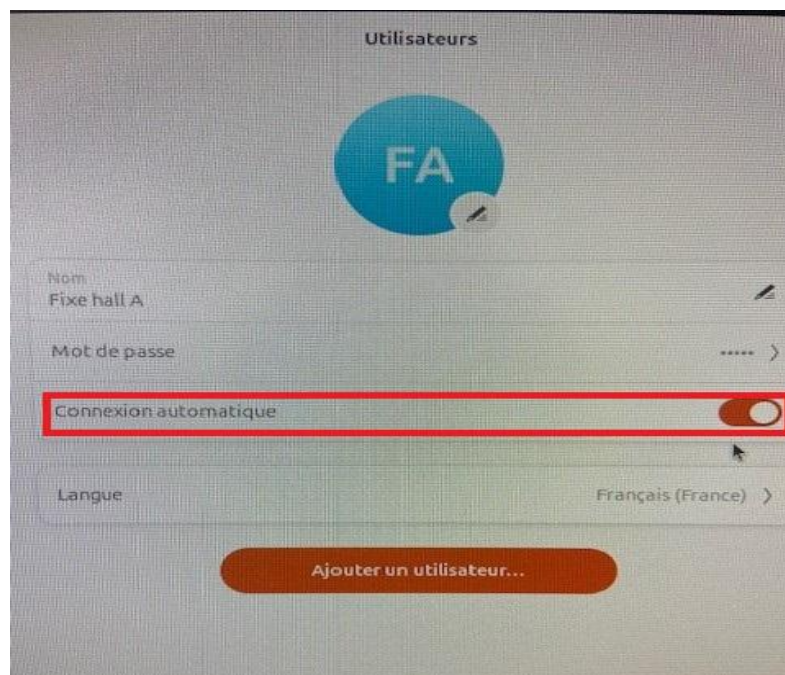 Utilisateurs
FA
Nom
Fixe hall A
Mot de passe •••••
Connexion automatique
Langue Français (France)
Ajouter un utilisateur...